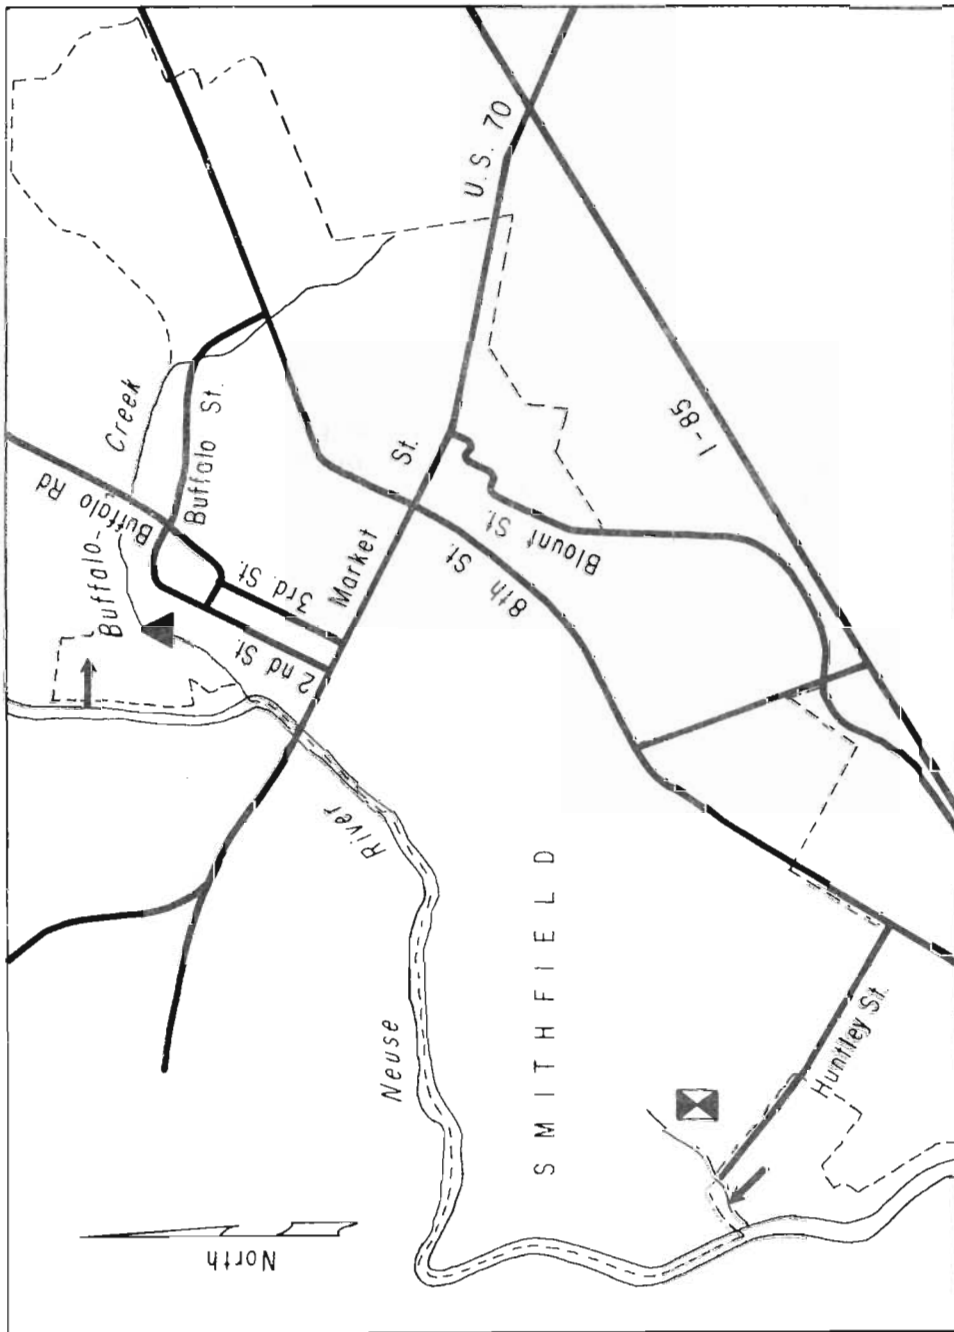 U.S. 70
I-85
Creek
Buffalo St.
Buffalo Rd
Buffalo
Market St.
3rd. St.
2nd St.
8th St.
Blount St.
Neuse River
SMITHFIELD
Huntley St.
North